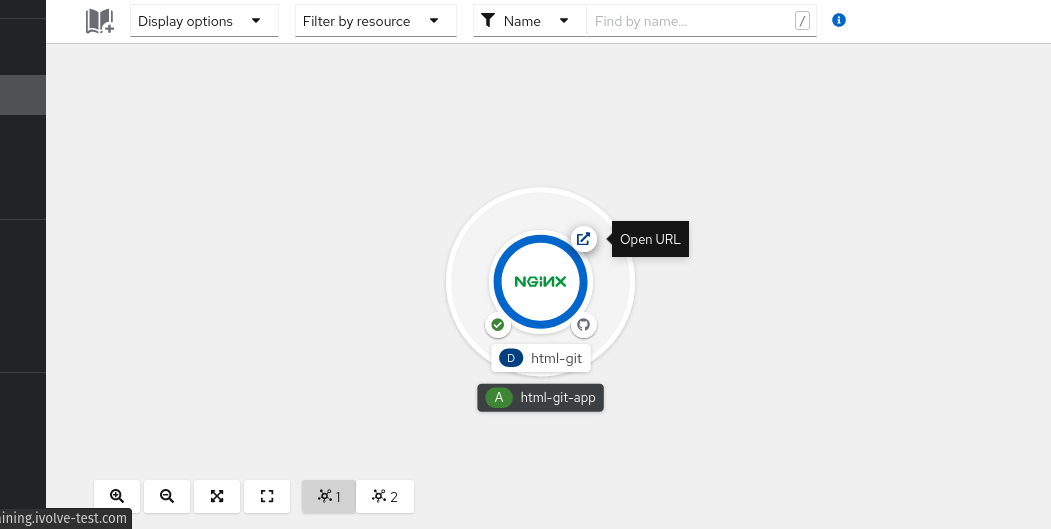 Display options
Filter by resource
Name
Find by name...
/
Open URL
NGINX
D html-git
A html-git-app
1
2
ining.ivolve-test.com